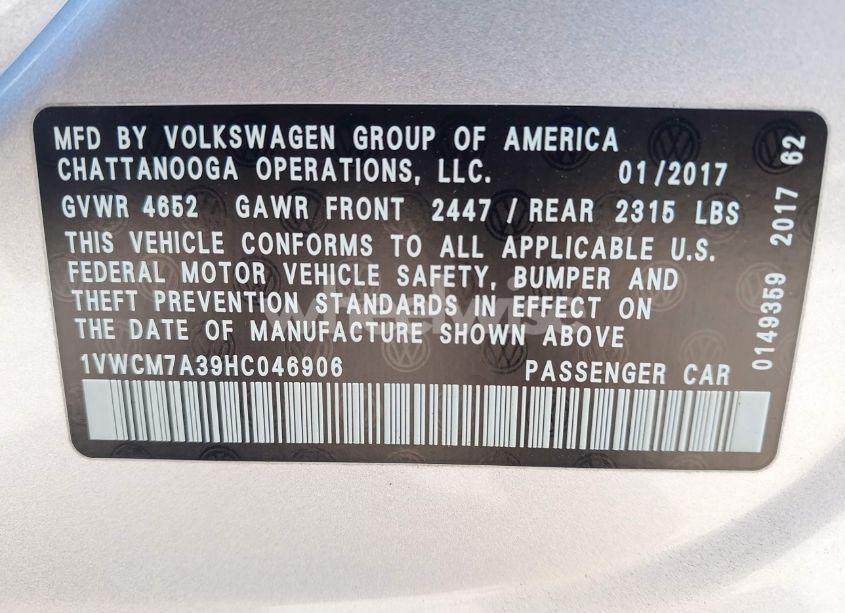 MFD BY VOLKSWAGEN GROUP OF AMERICA
CHATTANOOGA OPERATIONS, LLC. 01/2017
GVWR 4652 GAWR FRONT 2447 / REAR 2315 LBS
THIS VEHICLE CONFORMS TO ALL APPLICABLE U.S.
FEDERAL MOTOR VEHICLE SAFETY, BUMPER AND
THEFT PREVENTION STANDARDS IN EFFECT ON
THE DATE OF MANUFACTURE SHOWN ABOVE
1VWCM7A39HC046906 PASSENGER CAR
0149359 2017 62